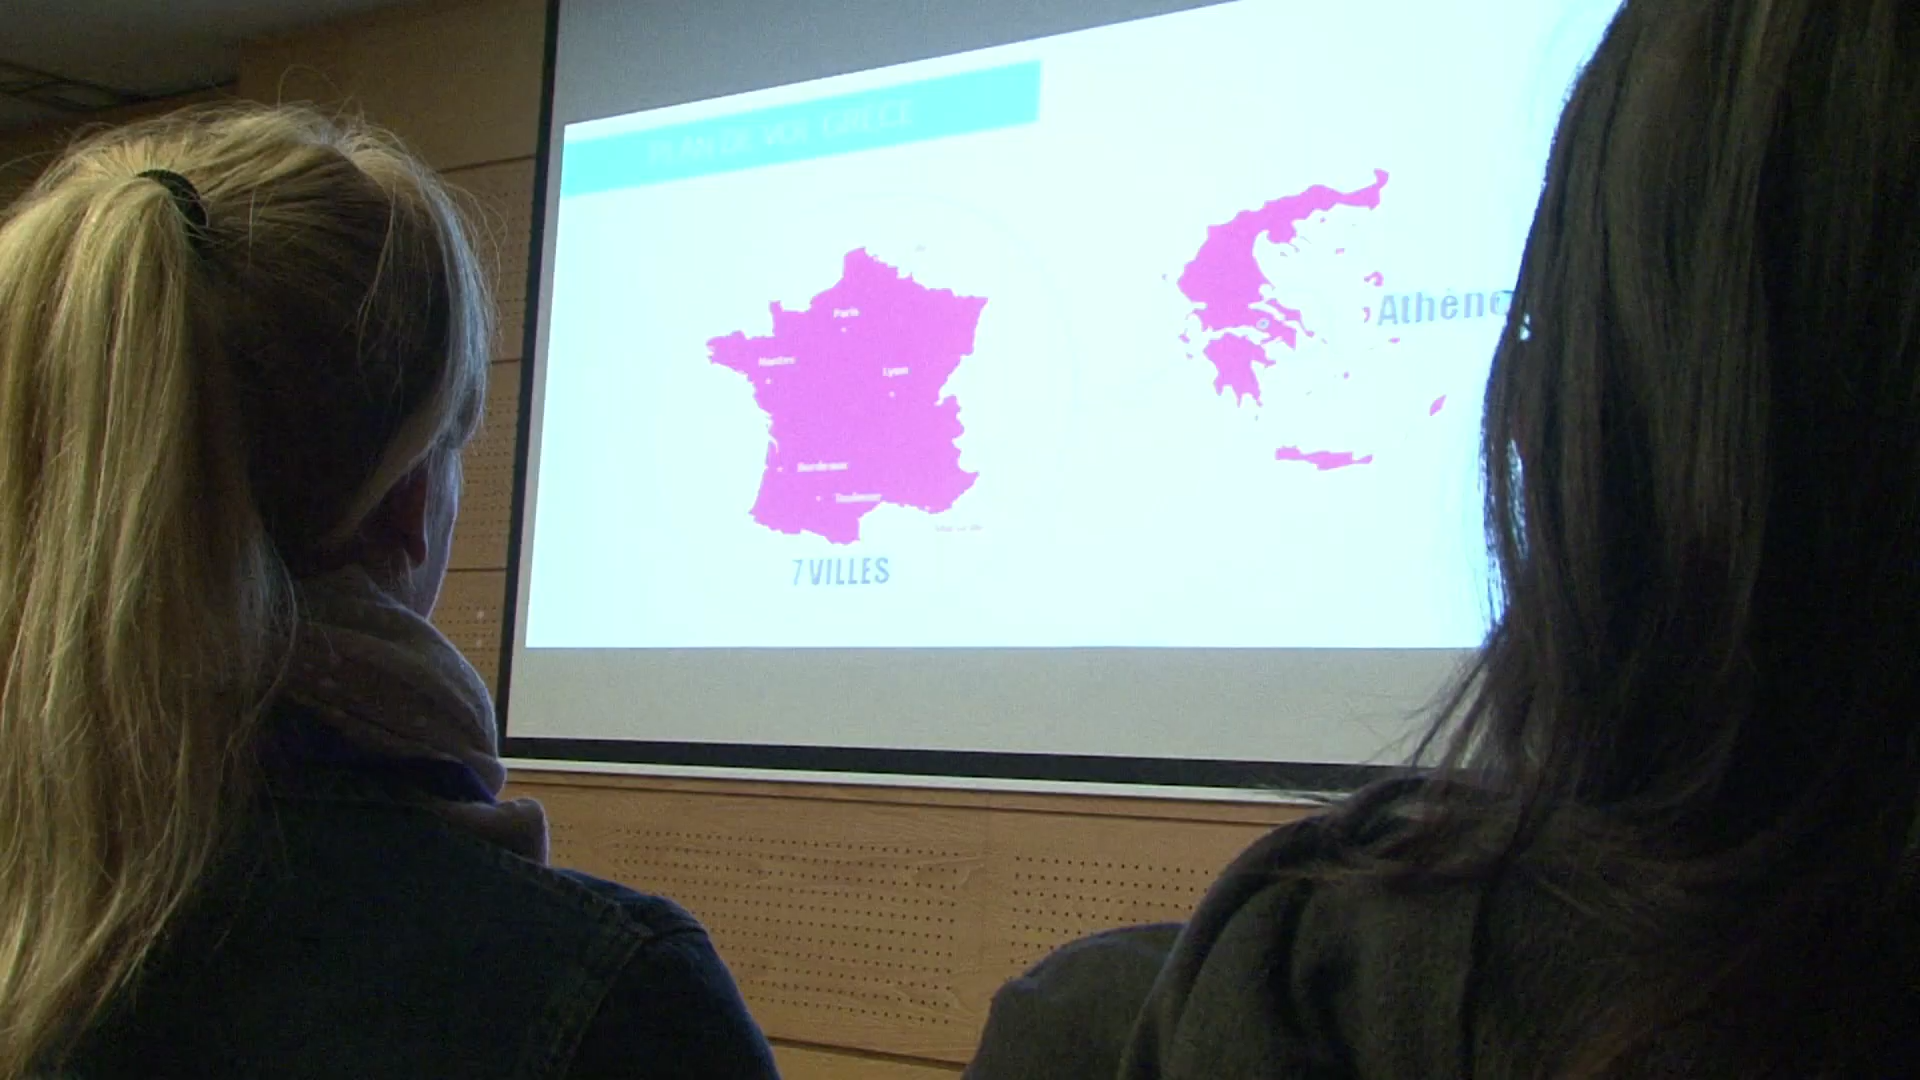 PLAN DE VOL GRECE
Paris
Nantes
Lyon
Athène
Bordeaux
Toulouse
7 VILLES